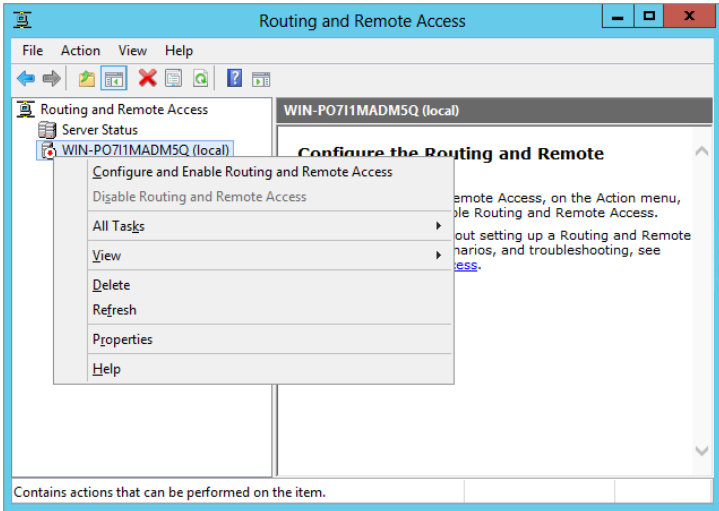 Routing and Remote Access
File Action View Help
Routing and Remote Access
Server Status
WIN-PO7I1MADM5Q (local)
WIN-PO7I1MADM5Q (local)
Configure the Routing and Remote
Configure and Enable Routing and Remote Access
Disable Routing and Remote Access
All Tasks
View
Delete
Refresh
Properties
Help
emote Access, on the Action menu,
ble Routing and Remote Access.
out setting up a Routing and Remote
narios, and troubleshooting, see
ess.
Contains actions that can be performed on the item.